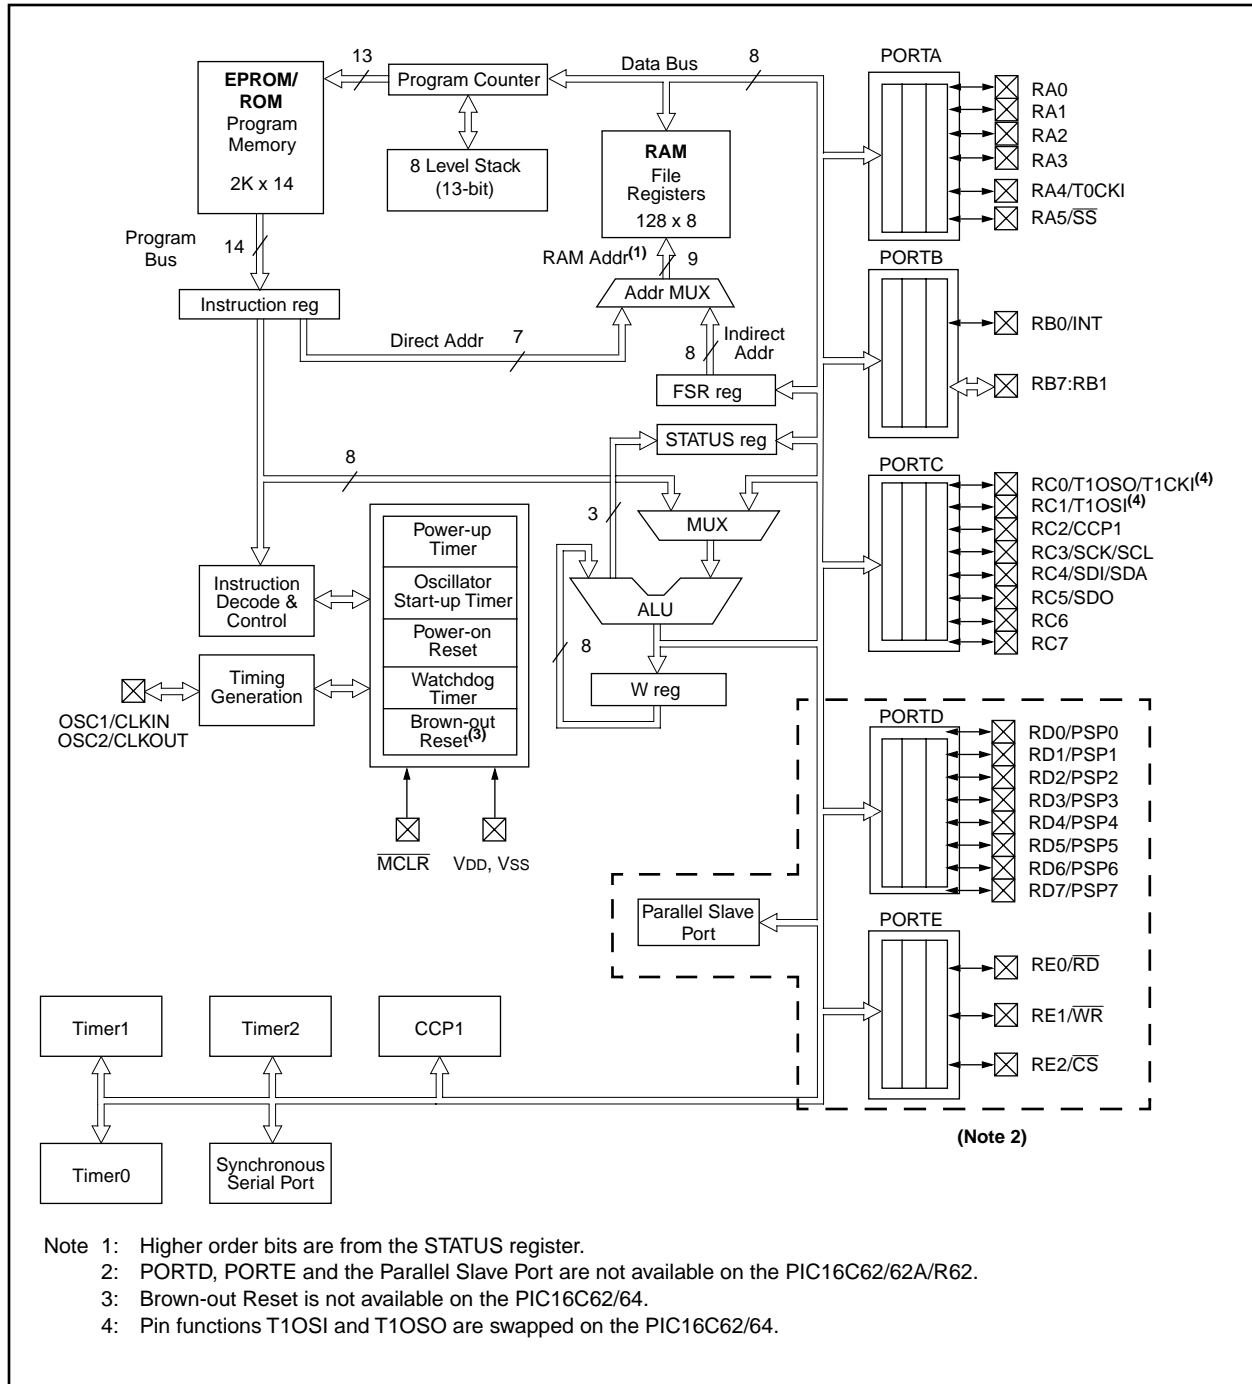 13
EPROM/
ROM
Program
Memory
2K x 14
Program Counter
8 Level Stack
(13-bit)
Data Bus
8
RAM
File
Registers
128 x 8
Program
Bus
14
RAM Addr(1)
9
Addr MUX
Instruction reg
Direct Addr
7
8
Indirect
Addr
FSR reg
STATUS reg
8
3
MUX
Power-up
Timer
Oscillator
Start-up Timer
Power-on
Reset
Watchdog
Timer
Brown-out
Reset(3)
Instruction
Decode &
Control
Timing
Generation
OSC1/CLKIN
OSC2/CLKOUT
MCLR
VDD, VSS
ALU
8
W reg
PORTA
RA0
RA1
RA2
RA3
RA4/T0CKI
RA5/SS
PORTB
RB0/INT
RB7:RB1
PORTC
RC0/T1OSO/T1CKI(4)
RC1/T1OSI(4)
RC2/CCP1
RC3/SCK/SCL
RC4/SDI/SDA
RC5/SDO
RC6
RC7
PORTD
RD0/PSP0
RD1/PSP1
RD2/PSP2
RD3/PSP3
RD4/PSP4
RD5/PSP5
RD6/PSP6
RD7/PSP7
Parallel Slave
Port
PORTE
RE0/RD
RE1/WR
RE2/CS
(Note 2)
Timer1
Timer2
CCP1
Timer0
Synchronous
Serial Port
Note 1: Higher order bits are from the STATUS register.
2: PORTD, PORTE and the Parallel Slave Port are not available on the PIC16C62/62A/R62.
3: Brown-out Reset is not available on the PIC16C62/64.
4: Pin functions T1OSI and T1OSO are swapped on the PIC16C62/64.